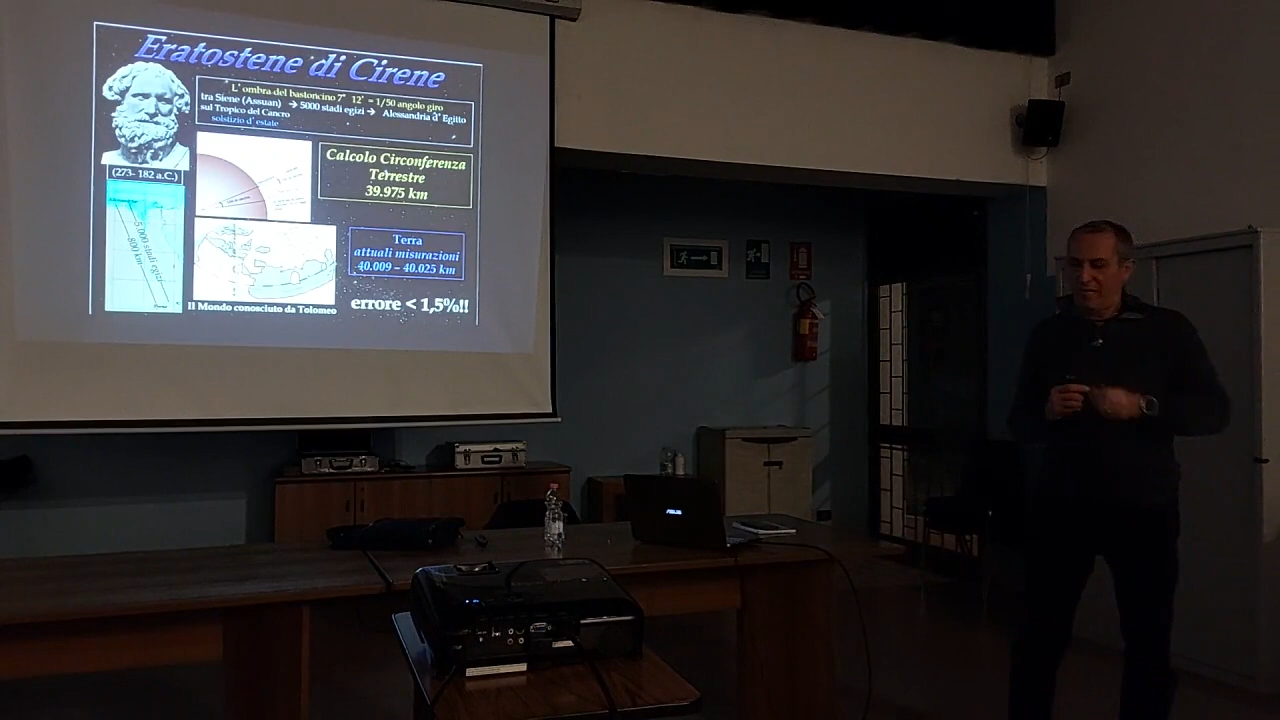 Eratostene di Cirene
L' ombra del bastoncino 7° 12' = 1/50 angolo giro
tra Siene (Assuan) → 5000 stadi egizi → Alessandria d' Egitto
sul Tropico del Cancro
solstizio d' estate
(273- 182 a.C.)
Calcolo Circonferenza
Terrestre
39.975 km
5.000 stadi egizi
800 km
Terra
attuali misurazioni
40.009 – 40.025 km
Il Mondo conosciuto da Tolomeo
errore < 1,5%!!
ASUS